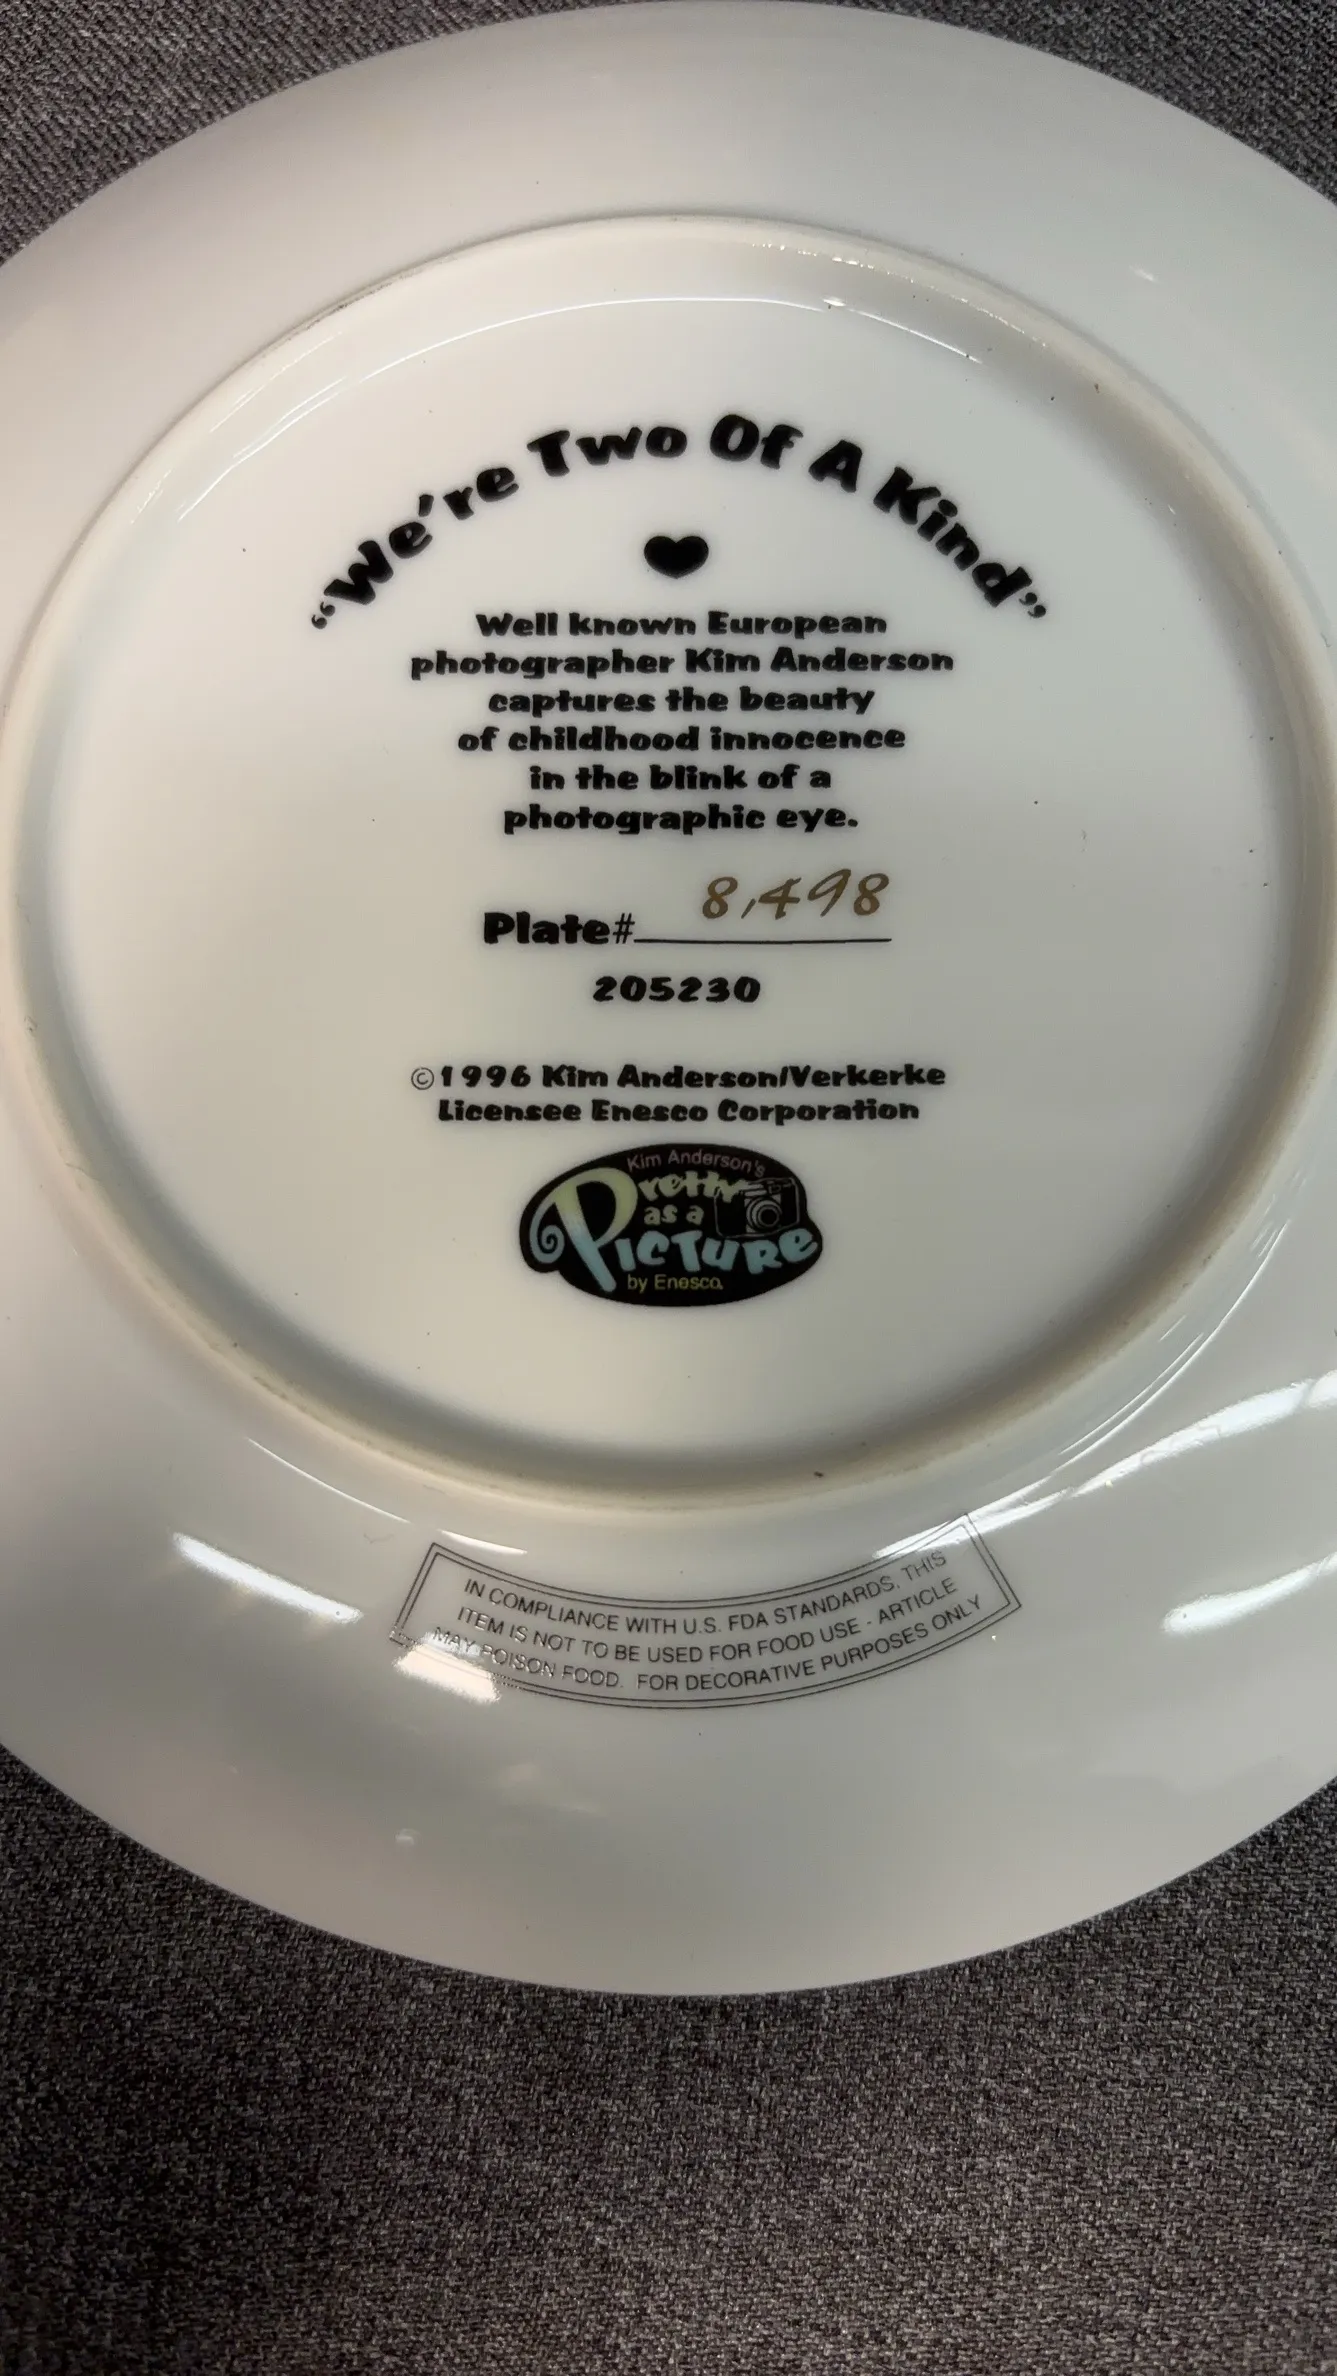 “We’re Two Of A Kind”
Well known European
photographer Kim Anderson
captures the beauty
of childhood innocence
in the blink of a
photographic eye.
Plate# 8,498
205230
©1996 Kim Anderson/Verkerke
Licensee Enesco Corporation
Kim Anderson's
Pretty
as a
PICTURE
by Enesco.
IN COMPLIANCE WITH U.S. FDA STANDARDS. THIS
ITEM IS NOT TO BE USED FOR FOOD USE - ARTICLE
MAY POISON FOOD. FOR DECORATIVE PURPOSES ONLY